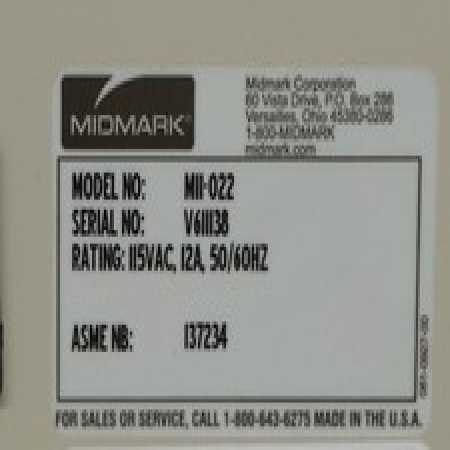 MIDMARK
Midmark Corporation
60 Vista Drive, P.O. Box 286
Versailles, Ohio 45380-0286
1-800-MIDMARK
midmark.com
MODEL NO: M11-022
SERIAL NO: V611138
RATING: 115VAC, 12A, 50/60HZ
ASME NB: 137234
FOR SALES OR SERVICE, CALL 1-800-643-6275 MADE IN THE U.S.A.